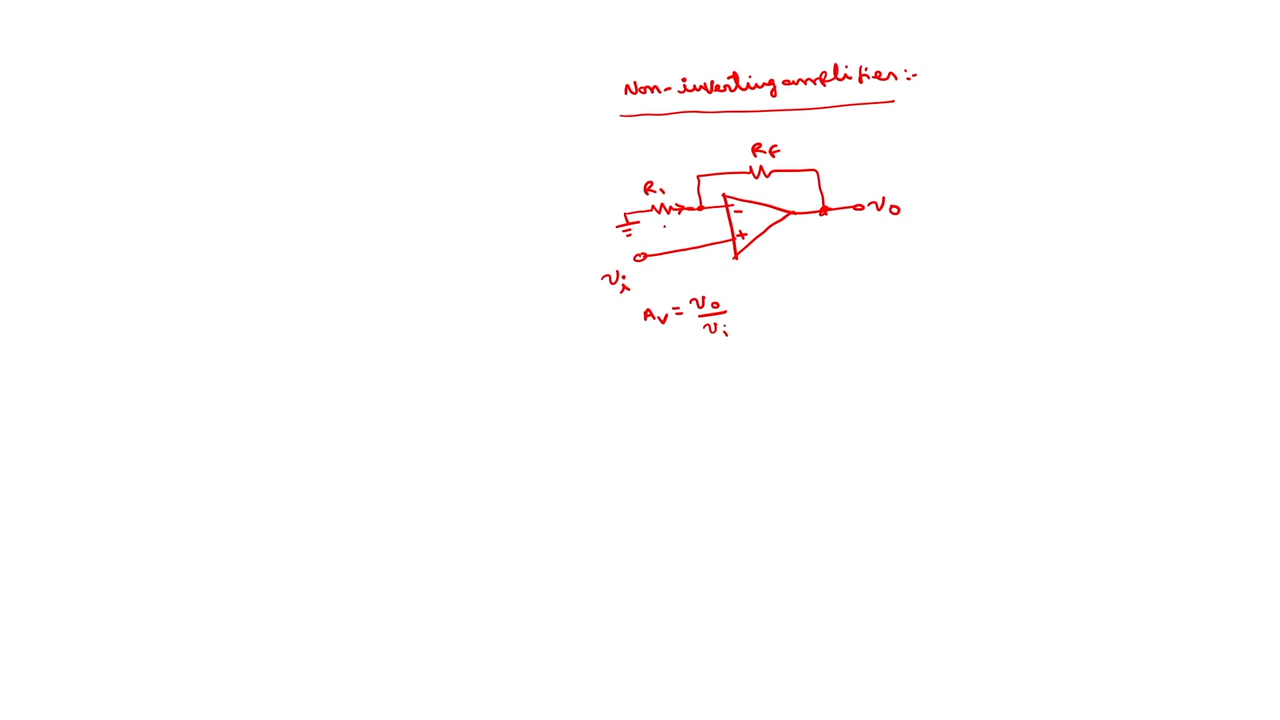 Non-inverting amplifier :-
RF
R1
-
vo
+
vi
Av = vo/vi